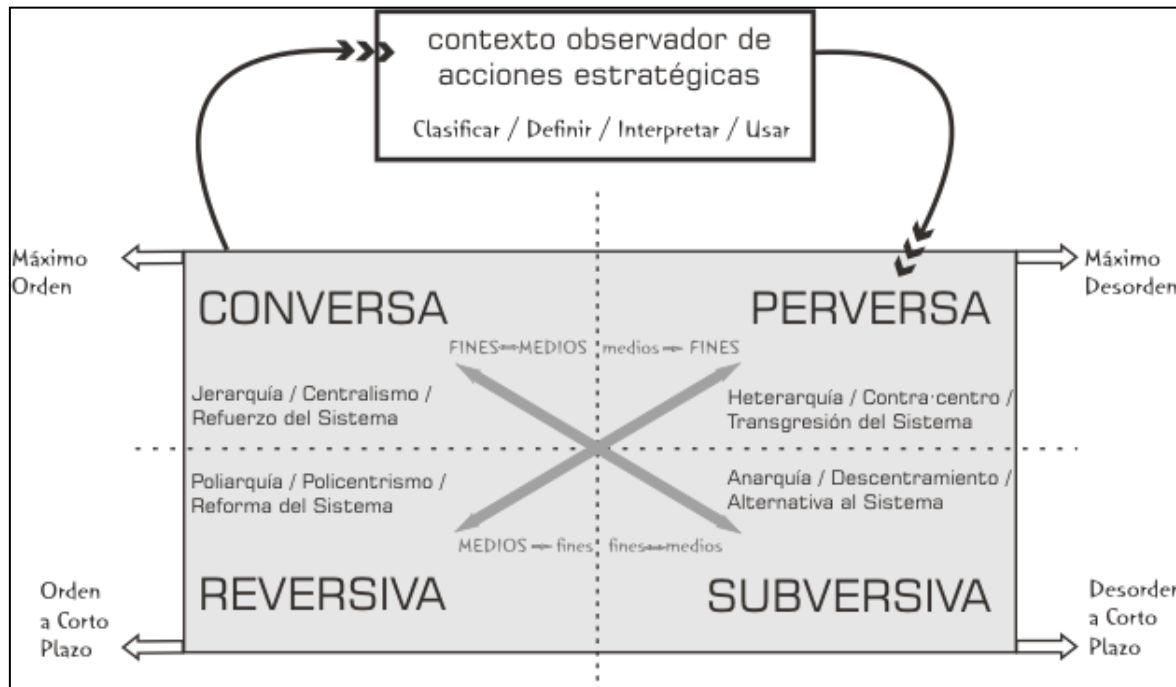 contexto observador de
acciones estratégicas
Clasificar / Definir / Interpretar / Usar
Máximo
Orden
Máximo
Desorden
CONVERSA
PERVERSA
FINES⟷MEDIOS
medios ← FINES
Jerarquía / Centralismo /
Refuerzo del Sistema
Heterarquía / Contra·centro /
Transgresión del Sistema
Poliarquía / Policentrismo /
Reforma del Sistema
Anarquía / Descentramiento /
Alternativa al Sistema
MEDIOS ← fines
fines⟷medios
REVERSIVA
SUBVERSIVA
Orden
a Corto
Plazo
Desorden
a Corto
Plazo